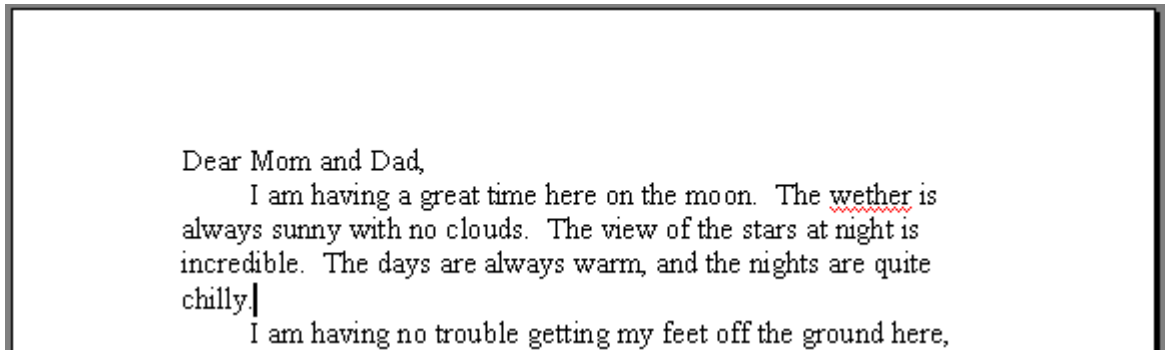 Dear Mom and Dad,
I am having a great time here on the moon.  The wether is
always sunny with no clouds.  The view of the stars at night is
incredible.  The days are always warm, and the nights are quite
chilly.
I am having no trouble getting my feet off the ground here,